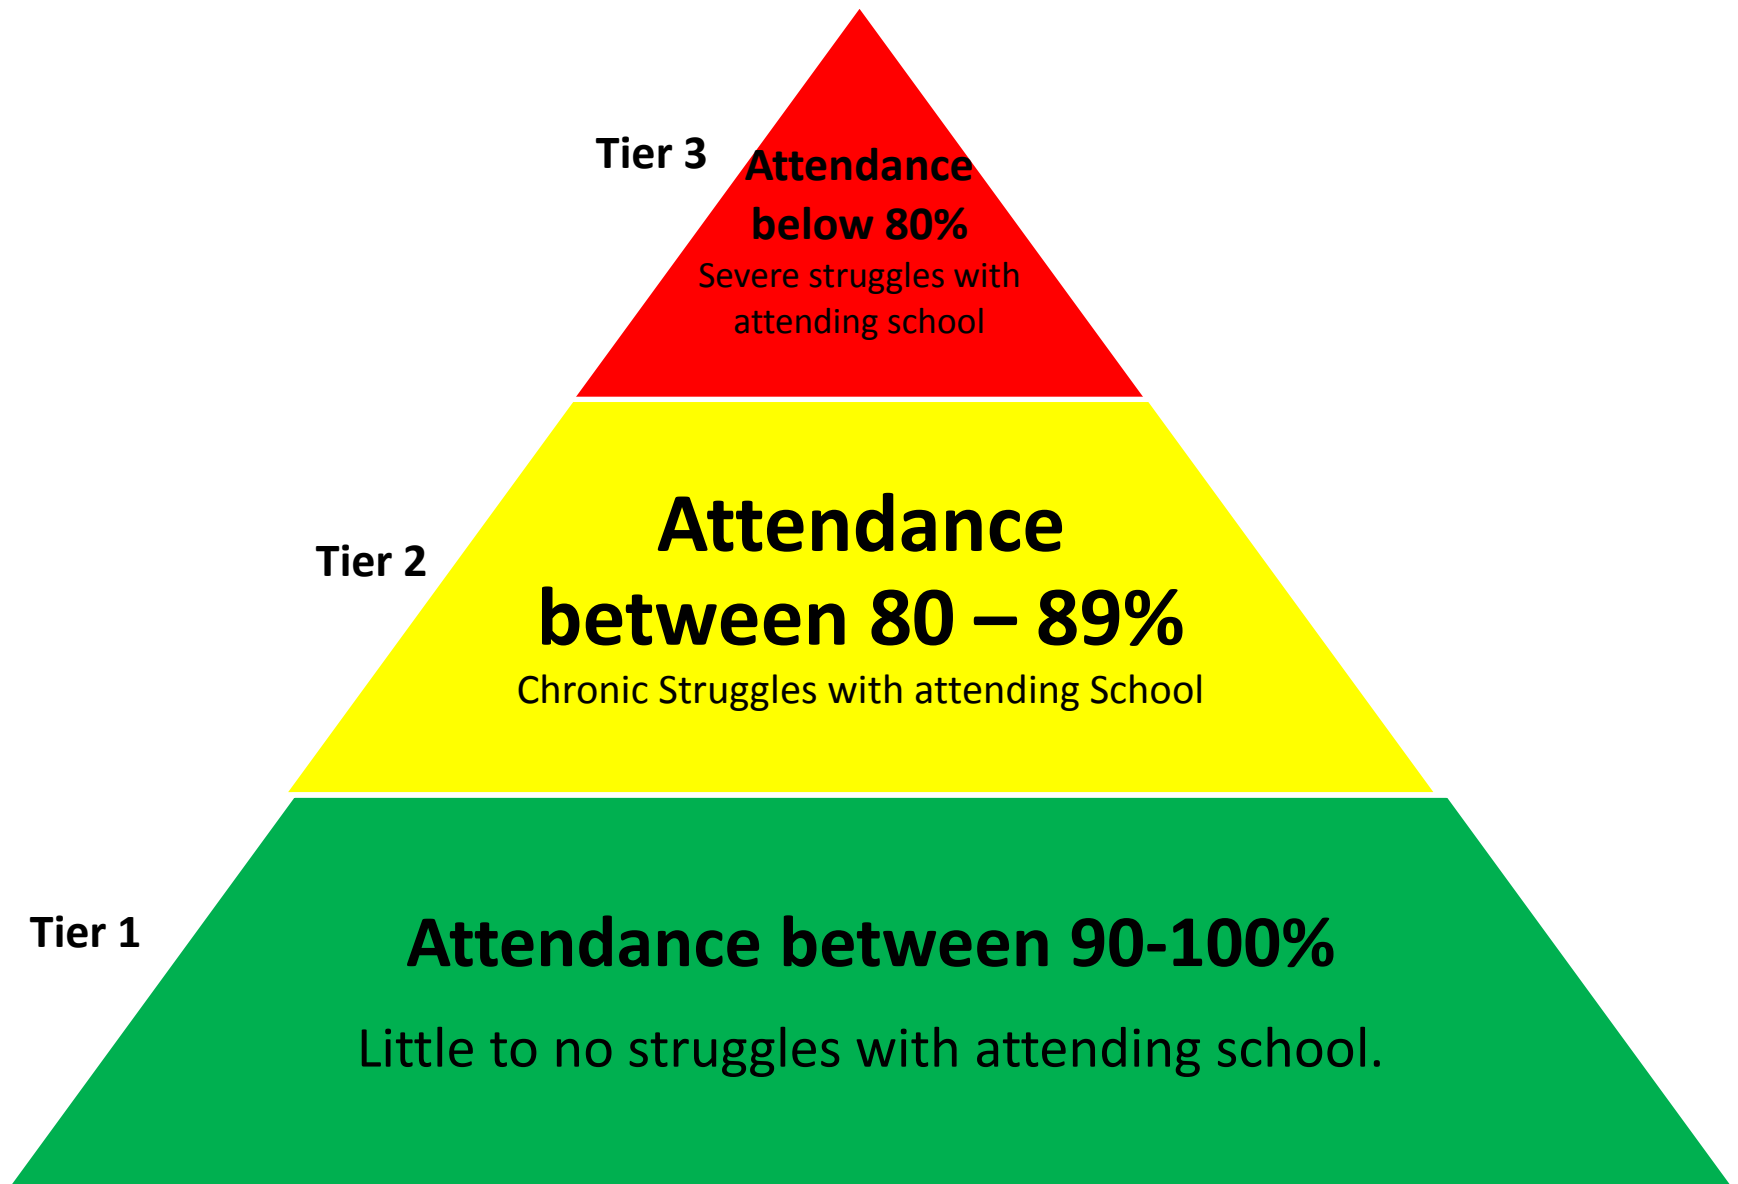 Tier 3
Attendance
below 80%
Severe struggles with
attending school
Tier 2
Attendance
between 80 – 89%
Chronic Struggles with attending School
Tier 1
Attendance between 90-100%
Little to no struggles with attending school.